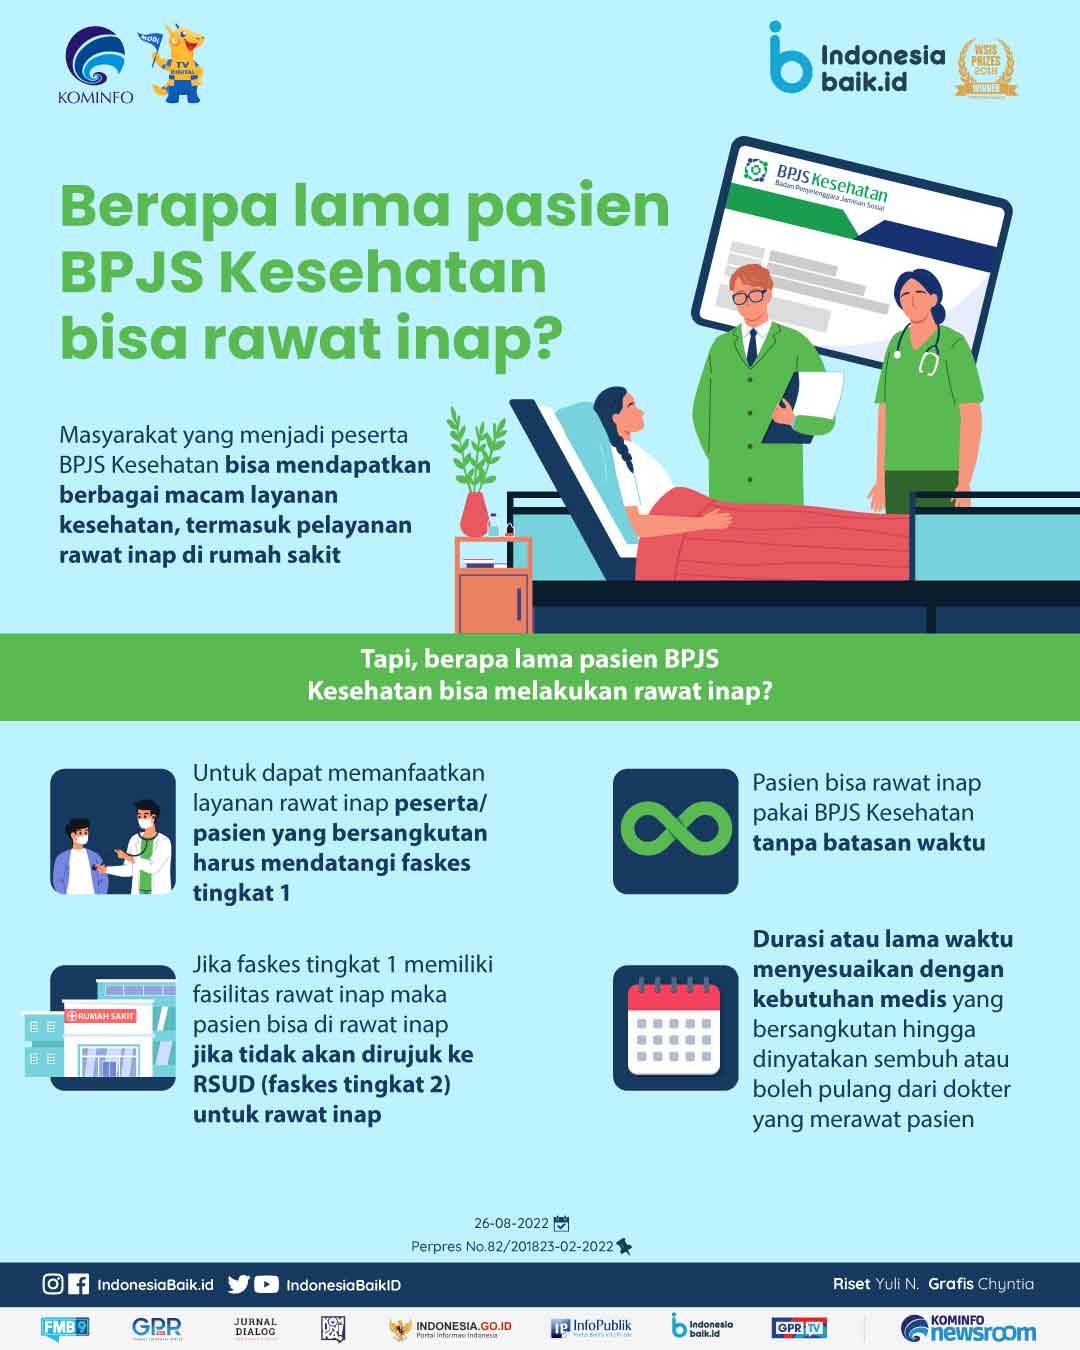 KOMINFO
MODI
TV
DIGITAL
Indonesia
baik.id
WSIS
PRIZES
2018
WINNER
BPJS Kesehatan
Badan Penyelenggara Jaminan Sosial
Berapa lama pasien
BPJS Kesehatan
bisa rawat inap?
Masyarakat yang menjadi peserta
BPJS Kesehatan bisa mendapatkan
berbagai macam layanan
kesehatan, termasuk pelayanan
rawat inap di rumah sakit
Tapi, berapa lama pasien BPJS
Kesehatan bisa melakukan rawat inap?
Untuk dapat memanfaatkan
layanan rawat inap peserta/
pasien yang bersangkutan
harus mendatangi faskes
tingkat 1
RUMAH SAKIT
Jika faskes tingkat 1 memiliki
fasilitas rawat inap maka
pasien bisa di rawat inap
jika tidak akan dirujuk ke
RSUD (faskes tingkat 2)
untuk rawat inap
Pasien bisa rawat inap
pakai BPJS Kesehatan
tanpa batasan waktu
Durasi atau lama waktu
menyesuaikan dengan
kebutuhan medis yang
bersangkutan hingga
dinyatakan sembuh atau
boleh pulang dari dokter
yang merawat pasien
26-08-2022
Perpres No.82/201823-02-2022
IndonesiaBaik.id
IndonesiaBaikID
Riset Yuli N. Grafis Chyntia
FMB9
GPR
JURNAL
DIALOG
INDONESIA.GO.ID
Portal Informasi Indonesia
InfoPublik
Indonesia
baik.id
GPR TV
KOMINFO
newsroom